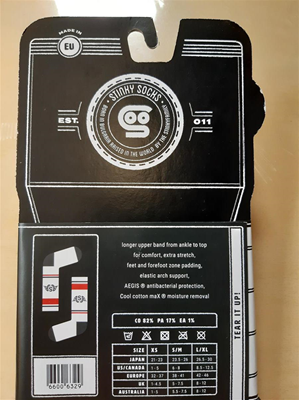 MADE IN
EU
STINKY SOCKS
EST.
011
longer upper band from ankle to top
for comfort, extra stretch,
feet and forefoot zone padding,
elastic arch support,
AEGIS ® antibacterial protection,
Cool cotton maX ® moisture removal
TEAR IT UP!
CO 82% PA 17% EA 1%
SIZE XS S/M L/XL
JAPAN 21-23 23.5-26 26.5-30
US/CANADA 1-5 6-8 8.5-12.5
EUROPE 32-37 38-41 42-46
UK 1-4.5 5-7.5 8-12
AUSTRALIA 1-5 5.5-7.5 8-12
"6600"6329"